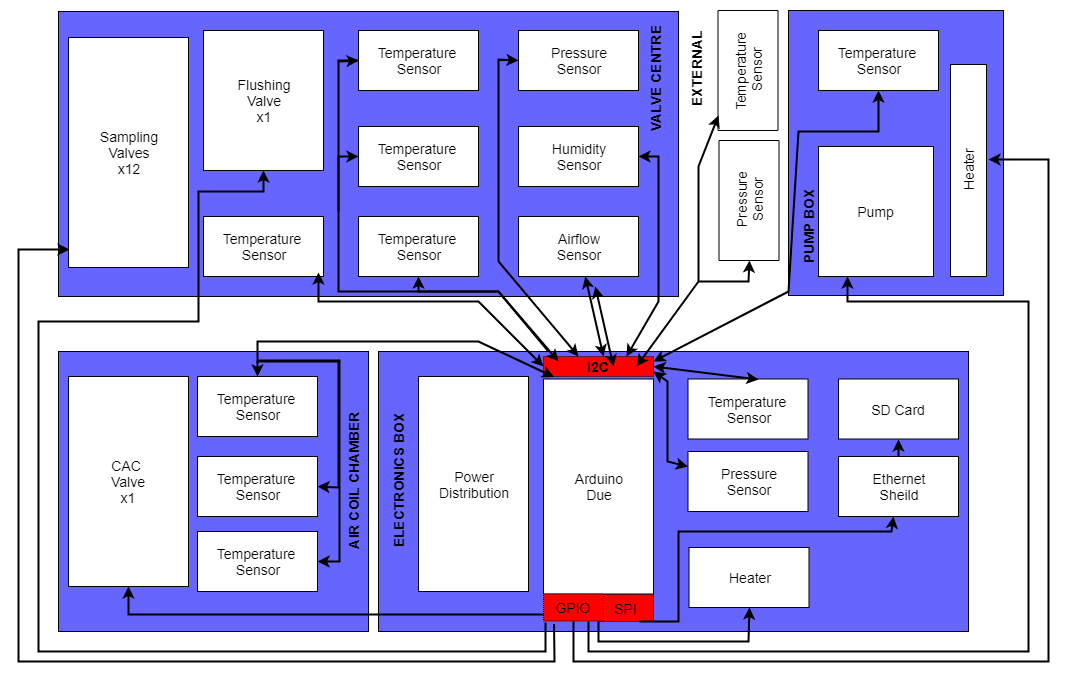 Sampling
Valves
x12
Flushing
Valve
x1
Temperature
Sensor
Temperature
Sensor
Temperature
Sensor
Temperature
Sensor
Pressure
Sensor
Humidity
Sensor
Airflow
Sensor
VALVE CENTRE
EXTERNAL
Temperature
Sensor
Pressure
Sensor
PUMP BOX
Temperature
Sensor
Pump
Heater
CAC
Valve
x1
Temperature
Sensor
Temperature
Sensor
Temperature
Sensor
AIR COIL CHAMBER
ELECTRONICS BOX
Power
Distribution
I2C
Arduino
Due
GPIO
SPI
Temperature
Sensor
Pressure
Sensor
Heater
SD Card
Ethernet
Sheild